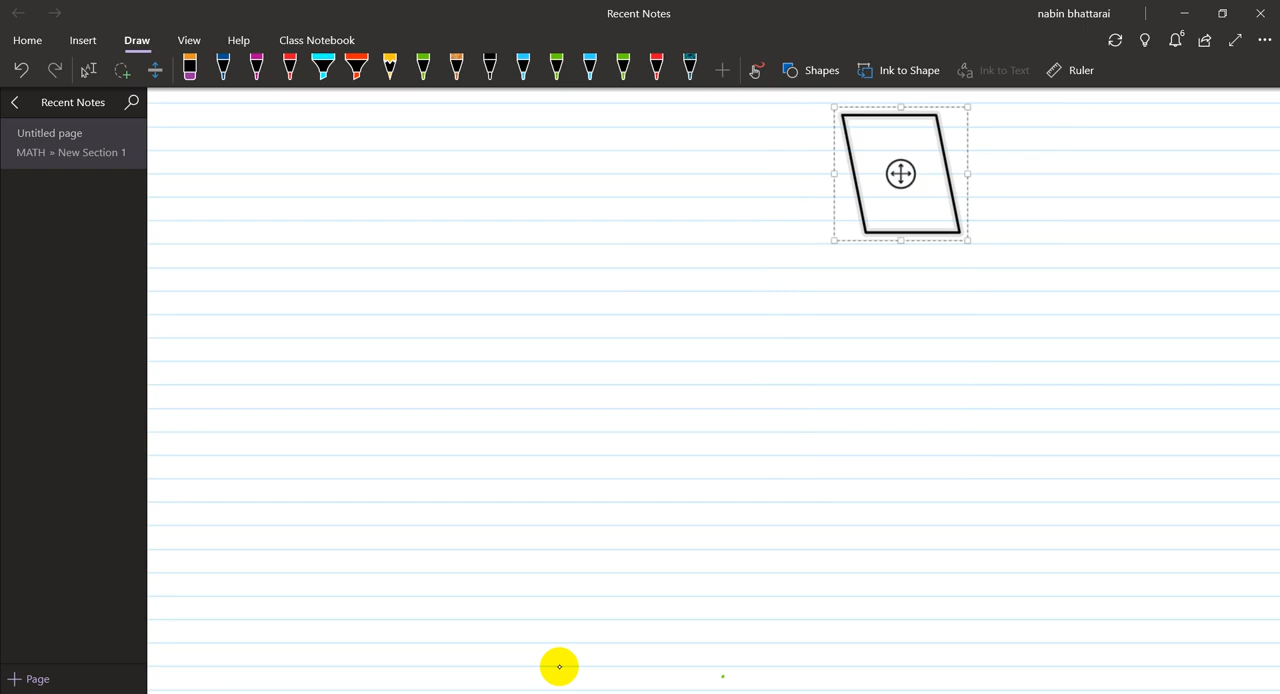 Recent Notes
nabin bhattarai
Home Insert Draw View Help Class Notebook
6
Shapes Ink to Shape Ink to Text Ruler
Recent Notes
Untitled page
MATH » New Section 1
Page